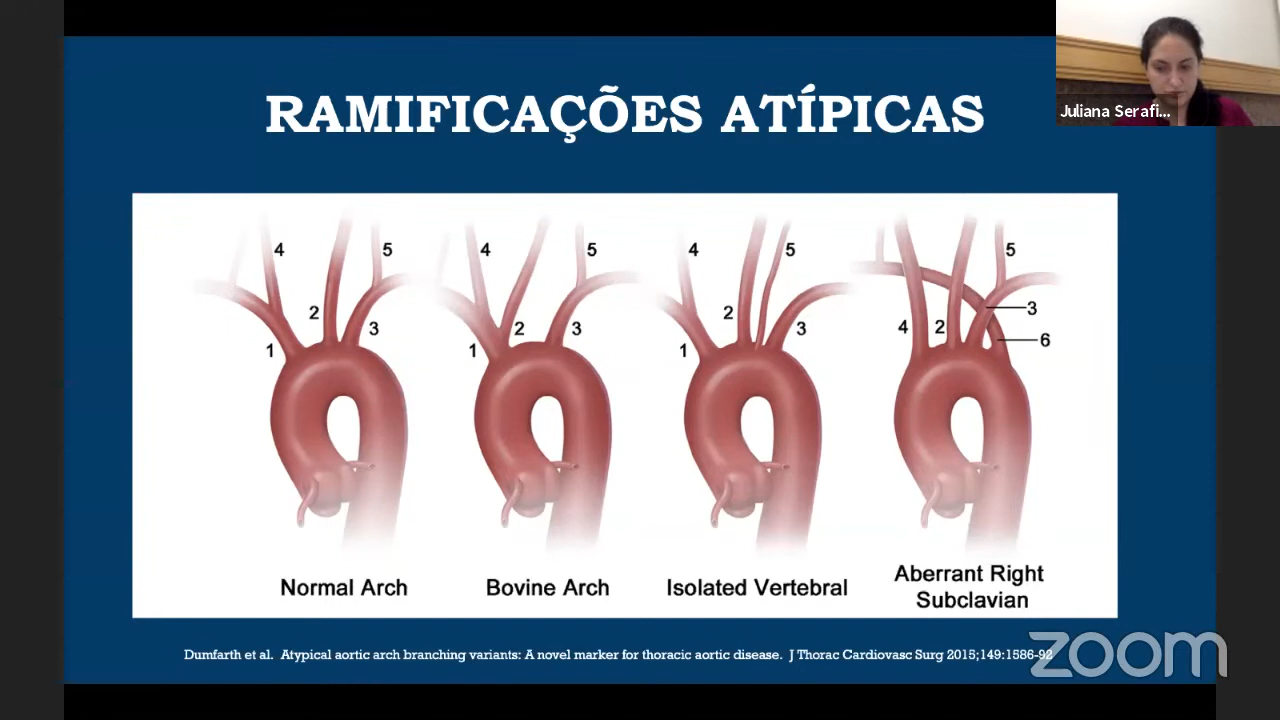 RAMIFICAÇÕES ATÍPICAS
Juliana Serafi...
4 5 4 5 4 5 5
2 2 3 2 3 3
1 3 1 1 4 2 6
Normal Arch
Bovine Arch
Isolated Vertebral
Aberrant Right
Subclavian
Dumfarth et al. Atypical aortic arch branching variants: A novel marker for thoracic aortic disease. J Thorac Cardiovasc Surg 2015;149:1586-92
zoom